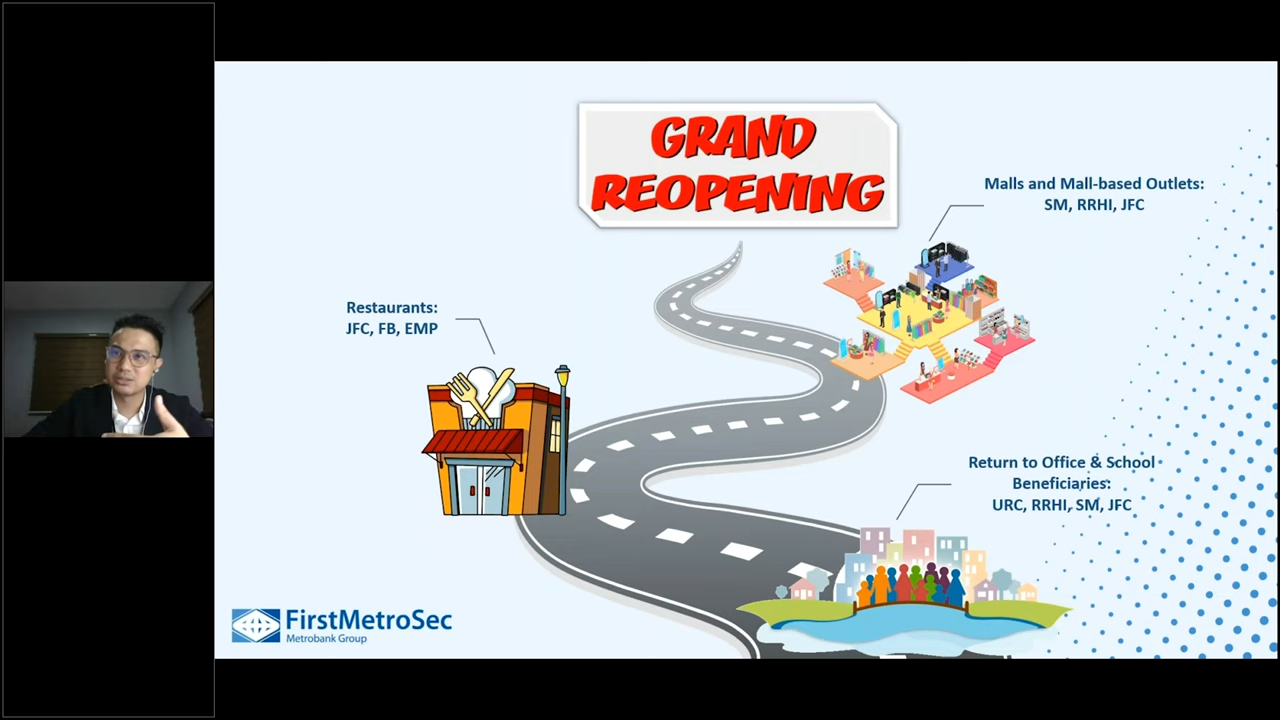 GRAND
REOPENING
Malls and Mall-based Outlets:
SM, RRHI, JFC
Restaurants:
JFC, FB, EMP
Return to Office & School
Beneficiaries:
URC, RRHI, SM, JFC
FirstMetroSec
Metrobank Group